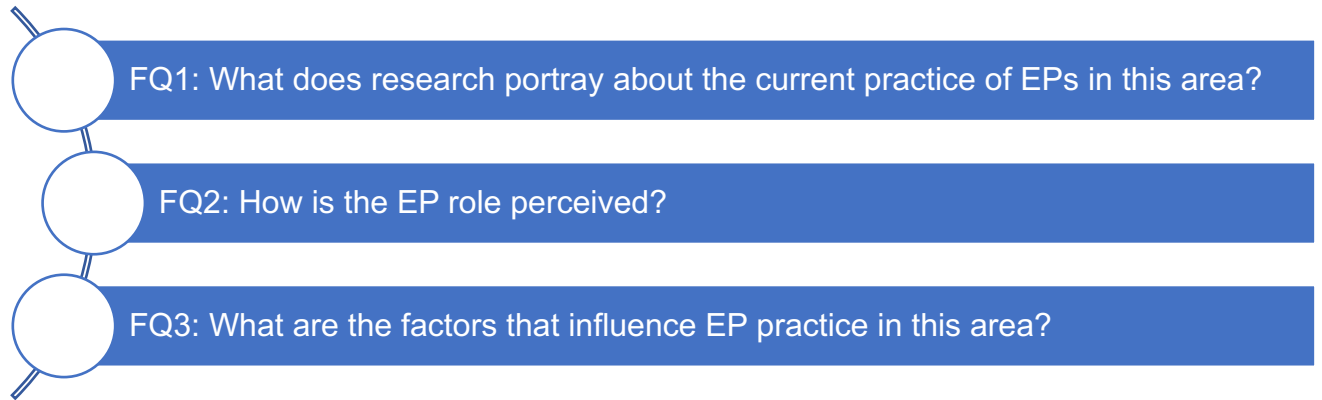 FQ1: What does research portray about the current practice of EPs in this area?
FQ2: How is the EP role perceived?
FQ3: What are the factors that influence EP practice in this area?